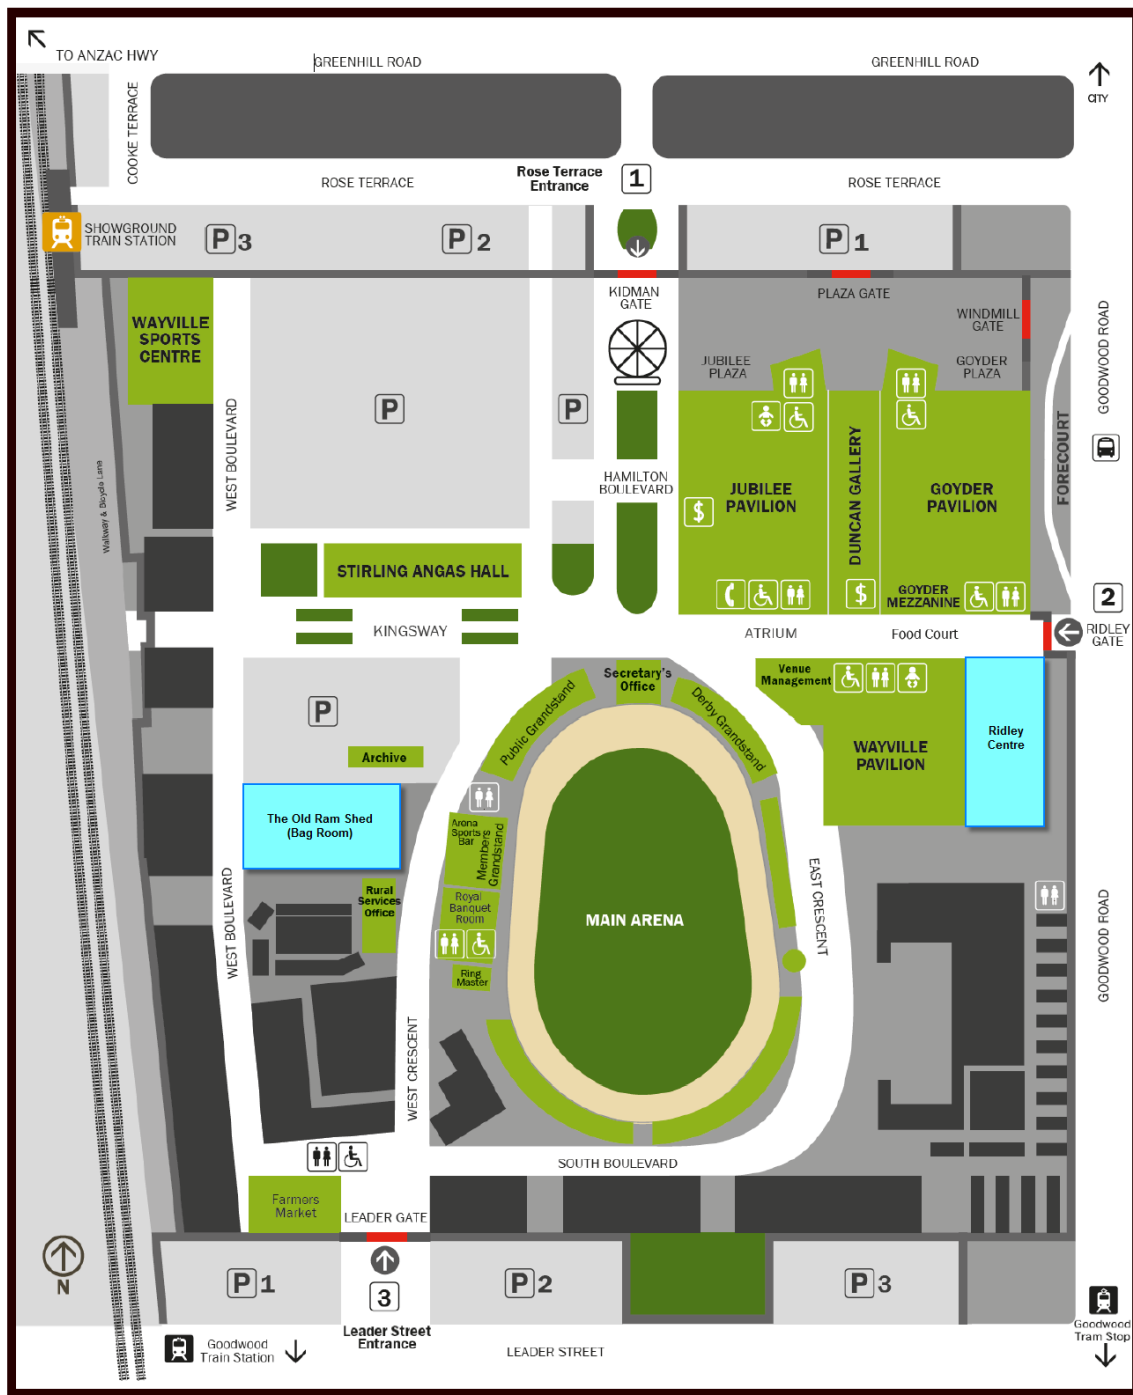 TO ANZAC HWY
GREENHILL ROAD
GREENHILL ROAD
CITY
COOKE TERRACE
ROSE TERRACE
Rose Terrace
Entrance
1
ROSE TERRACE
SHOWGROUND
TRAIN STATION
P3
P2
P1
KIDMAN
GATE
PLAZA GATE
WINDMILL
GATE
WAYVILLE
SPORTS
CENTRE
JUBILEE
PLAZA
GOYDER
PLAZA
GOODWOOD ROAD
P
P
WEST BOULEVARD
Walkway & Bicycle Lane
HAMILTON
BOULEVARD
JUBILEE
PAVILION
DUNCAN GALLERY
GOYDER
PAVILION
FORECOURT
$
STIRLING ANGAS HALL
$
GOYDER
MEZZANINE
2
RIDLEY
GATE
KINGSWAY
ATRIUM
Food Court
P
Public Grandstand
Secretary's
Office
Derby Grandstand
Venue
Management
WAYVILLE
PAVILION
Ridley
Centre
Archive
The Old Ram Shed
(Bag Room)
Arena
Sports
Bar
Members
Grandstand
Rural
Services
Office
Royal
Banquet
Room
Ring
Master
MAIN ARENA
EAST CRESCENT
WEST BOULEVARD
WEST CRESCENT
GOODWOOD ROAD
SOUTH BOULEVARD
Farmers
Market
LEADER GATE
N
P1
3
P2
P3
Leader Street
Entrance
Goodwood
Train Station
LEADER STREET
Goodwood
Tram Stop